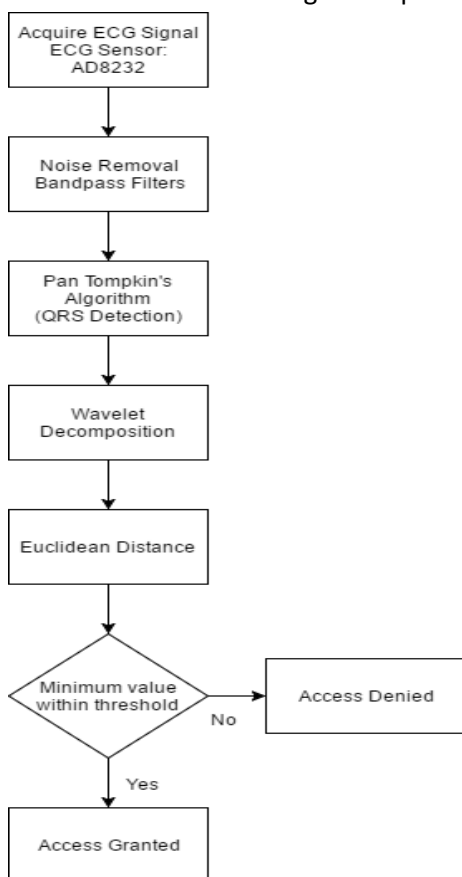 Acquire ECG Signal
ECG Sensor:
AD8232
Noise Removal
Bandpass Filters
Pan Tompkin's
Algorithm
(QRS Detection)
Wavelet
Decomposition
Euclidean Distance
Minimum value
within threshold
No
Access Denied
Yes
Access Granted